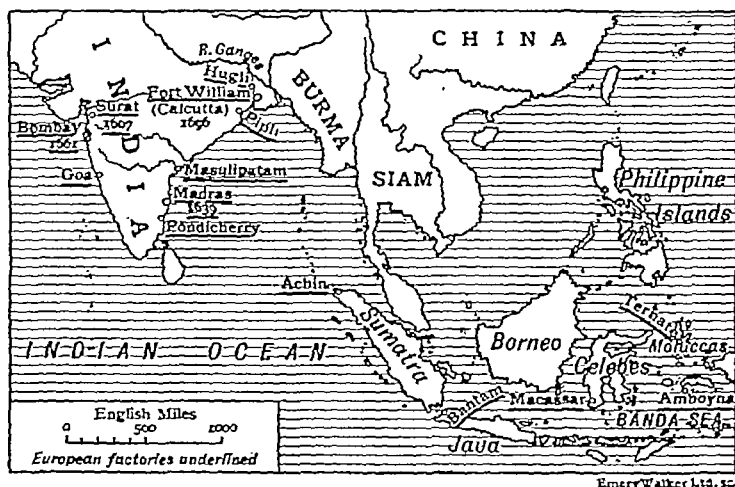 CHINA
INDIA
R. Ganges
Hugli
Fort William
(Calcutta)
1656
Pipli
BURMA
Surat
1607
Bombay
1661
Goa
Masulipatam
Madras
1639
Pondicherry
SIAM
Philippine
Islands
Achin
Sumatra
Borneo
Celebes
Moluccas
Amboyna
Macassar
BANDA SEA
Bantam
Java
INDIAN OCEAN
English Miles
0 500 1000
European factories underlined
Emery Walker Ltd. sc.